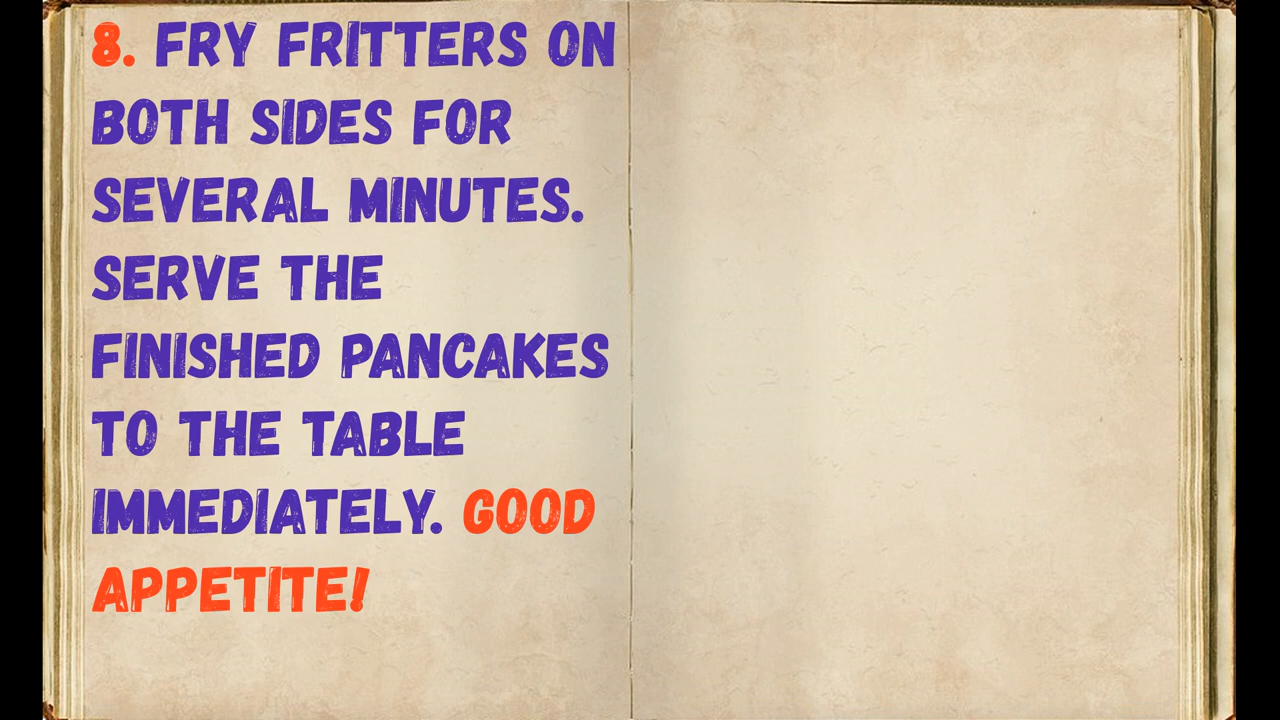 8. FRY FRITTERS ON
BOTH SIDES FOR
SEVERAL MINUTES.
SERVE THE
FINISHED PANCAKES
TO THE TABLE
IMMEDIATELY. GOOD
APPETITE!